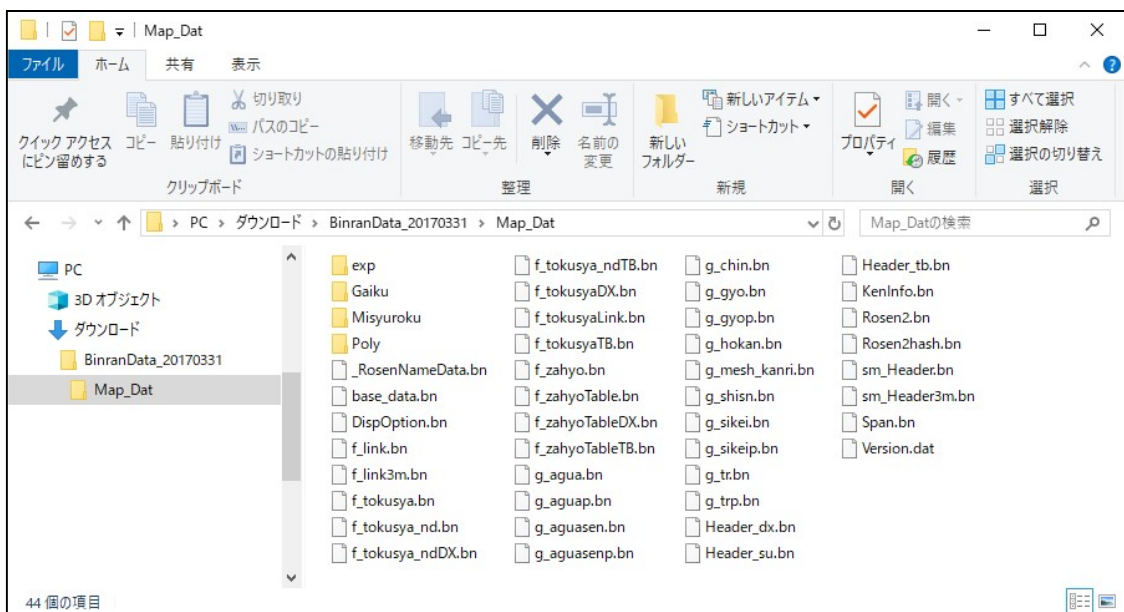 Map_Dat
ファイル ホーム 共有 表示
クイック アクセスにピン留めする
コピー
貼り付け
切り取り
パスのコピー
ショートカットの貼り付け
クリップボード
移動先
コピー先
削除
名前の変更
整理
新しいフォルダー
新しいアイテム
ショートカット
新規
プロパティ
開く
編集
履歴
開く
すべて選択
選択解除
選択の切り替え
選択
PC > ダウンロード > BinranData_20170331 > Map_Dat
Map_Datの検索
PC
3D オブジェクト
ダウンロード
BinranData_20170331
Map_Dat
exp
Gaiku
Misyuroku
Poly
_RosenNameData.bn
base_data.bn
DispOption.bn
f_link.bn
f_link3m.bn
f_tokusya.bn
f_tokusya_nd.bn
f_tokusya_ndDX.bn
f_tokusya_ndTB.bn
f_tokusyaDX.bn
f_tokusyaLink.bn
f_tokusyaTB.bn
f_zahyo.bn
f_zahyoTable.bn
f_zahyoTableDX.bn
f_zahyoTableTB.bn
g_agua.bn
g_aguap.bn
g_aguasen.bn
g_aguasenp.bn
g_chin.bn
g_gyo.bn
g_gyop.bn
g_hokan.bn
g_mesh_kanri.bn
g_shisn.bn
g_sikei.bn
g_sikeip.bn
g_tr.bn
g_trp.bn
Header_dx.bn
Header_su.bn
Header_tb.bn
KenInfo.bn
Rosen2.bn
Rosen2hash.bn
sm_Header.bn
sm_Header3m.bn
Span.bn
Version.dat
44 個の項目